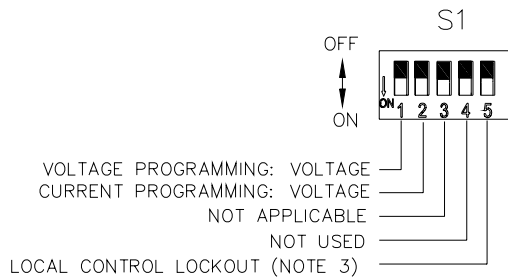 S1
OFF
ON
ON
1 2 3 4 5
VOLTAGE PROGRAMMING: VOLTAGE
CURRENT PROGRAMMING: VOLTAGE
NOT APPLICABLE
NOT USED
LOCAL CONTROL LOCKOUT (NOTE 3)